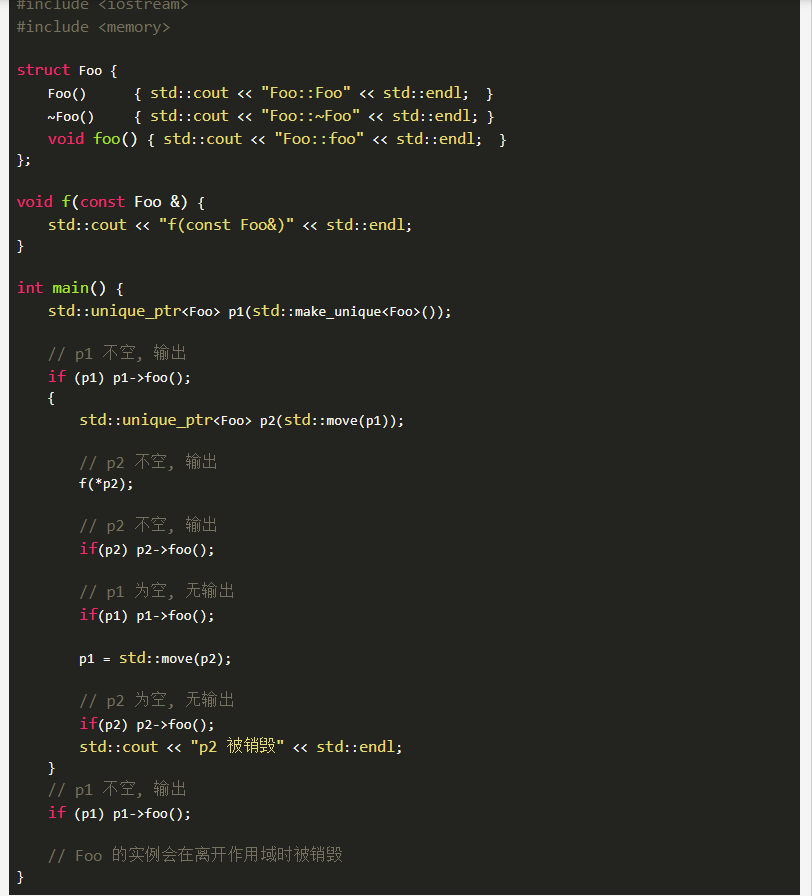 #include <iostream>
#include <memory>
struct Foo {
    Foo()      { std::cout << "Foo::Foo" << std::endl;  }
    ~Foo()     { std::cout << "Foo::~Foo" << std::endl; }
    void foo() { std::cout << "Foo::foo" << std::endl;  }
};
void f(const Foo &) {
    std::cout << "f(const Foo&)" << std::endl;
}
int main() {
    std::unique_ptr<Foo> p1(std::make_unique<Foo>());
    // p1 不空, 输出
    if (p1) p1->foo();
    {
        std::unique_ptr<Foo> p2(std::move(p1));
        // p2 不空, 输出
        f(*p2);
        // p2 不空, 输出
        if(p2) p2->foo();
        // p1 为空, 无输出
        if(p1) p1->foo();
        p1 = std::move(p2);
        // p2 为空, 无输出
        if(p2) p2->foo();
        std::cout << "p2 被销毁" << std::endl;
    }
    // p1 不空, 输出
    if (p1) p1->foo();
    // Foo 的实例会在离开作用域时被销毁
}